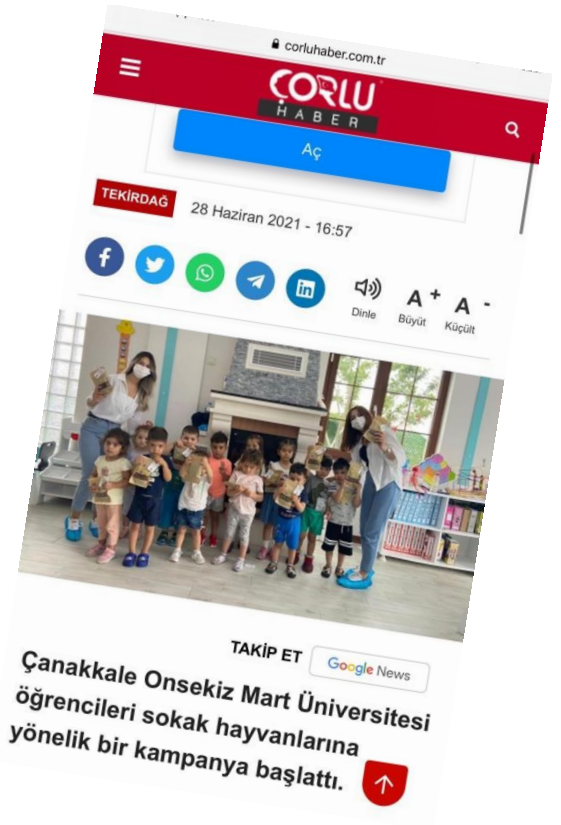 corluhaber.com.tr
ÇORLU
HABER
Aç
TEKİRDAĞ
28 Haziran 2021 - 16:57
Dinle
A + A -
Büyüt
Küçült
TAKİP ET
Google News
Çanakkale Onsekiz Mart Üniversitesi
öğrencileri sokak hayvanlarına
yönelik bir kampanya başlattı.